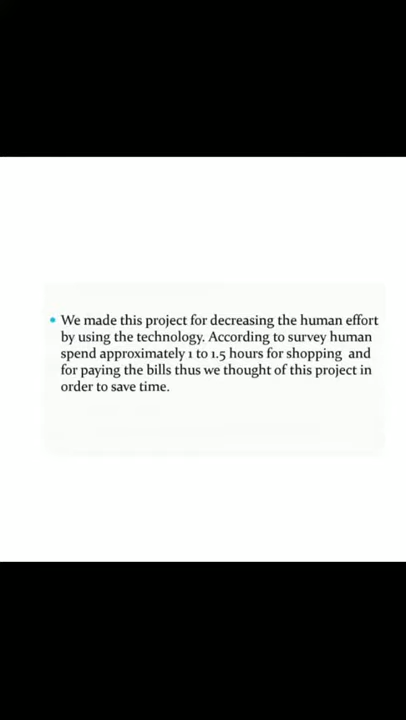 • We made this project for decreasing the human effort
by using the technology. According to survey human
spend approximately 1 to 1.5 hours for shopping and
for paying the bills thus we thought of this project in
order to save time.